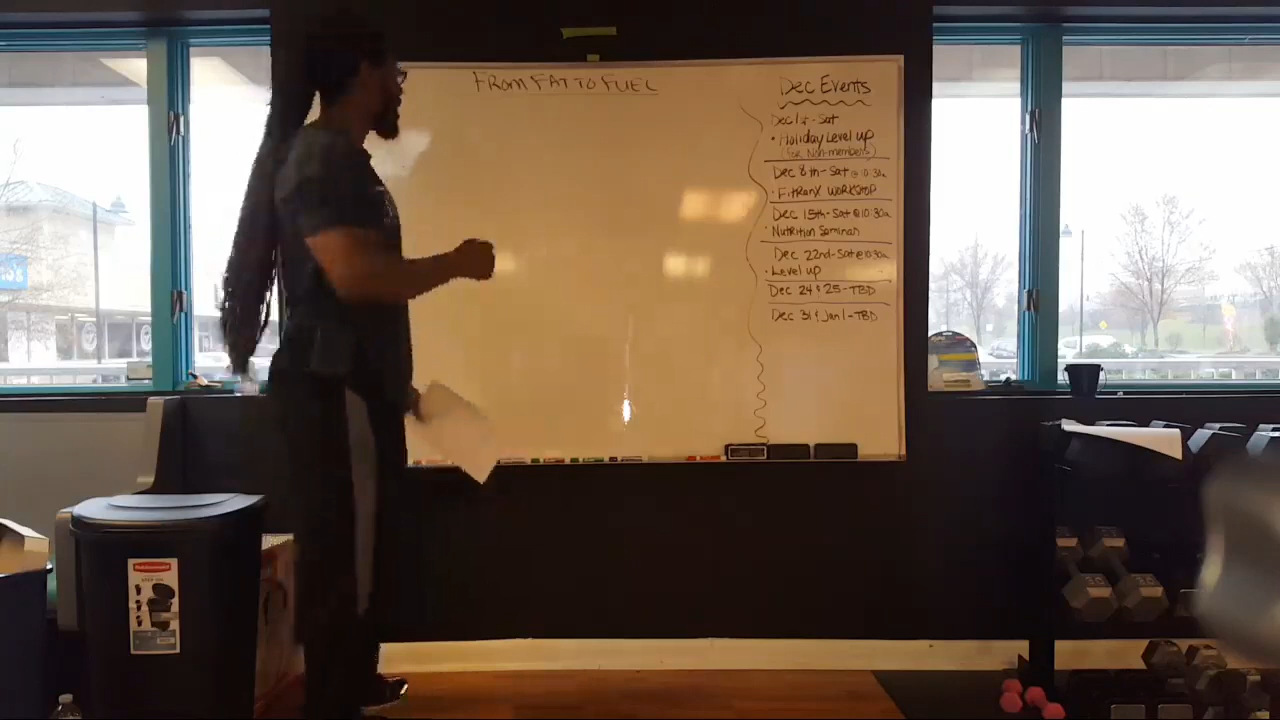 FROM FAT TO FUEL
Dec Events
Dec 1st - Sat
• Holiday Level up
(For Non-members)
Dec 8th - Sat @ 10:30a
• FitRanX WORKSHOP
Dec 15th - Sat @ 10:30a
• Nutrition Seminar
Dec 22nd - Sat @ 10:30a
• Level up
Dec 24 & 25 - TBD
Dec 31 & Jan 1 - TBD
Rubbermaid